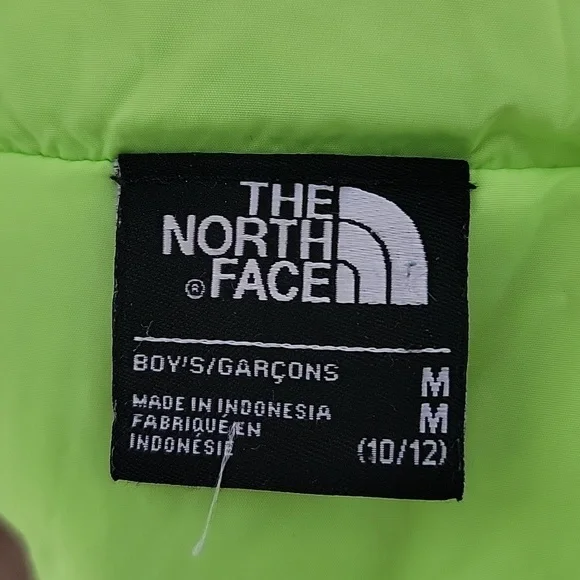 THE
NORTH
® FACE
BOY'S/GARÇONS M
MADE IN INDONESIA M
FABRIQUÉ EN
INDONÉSIE (10/12)